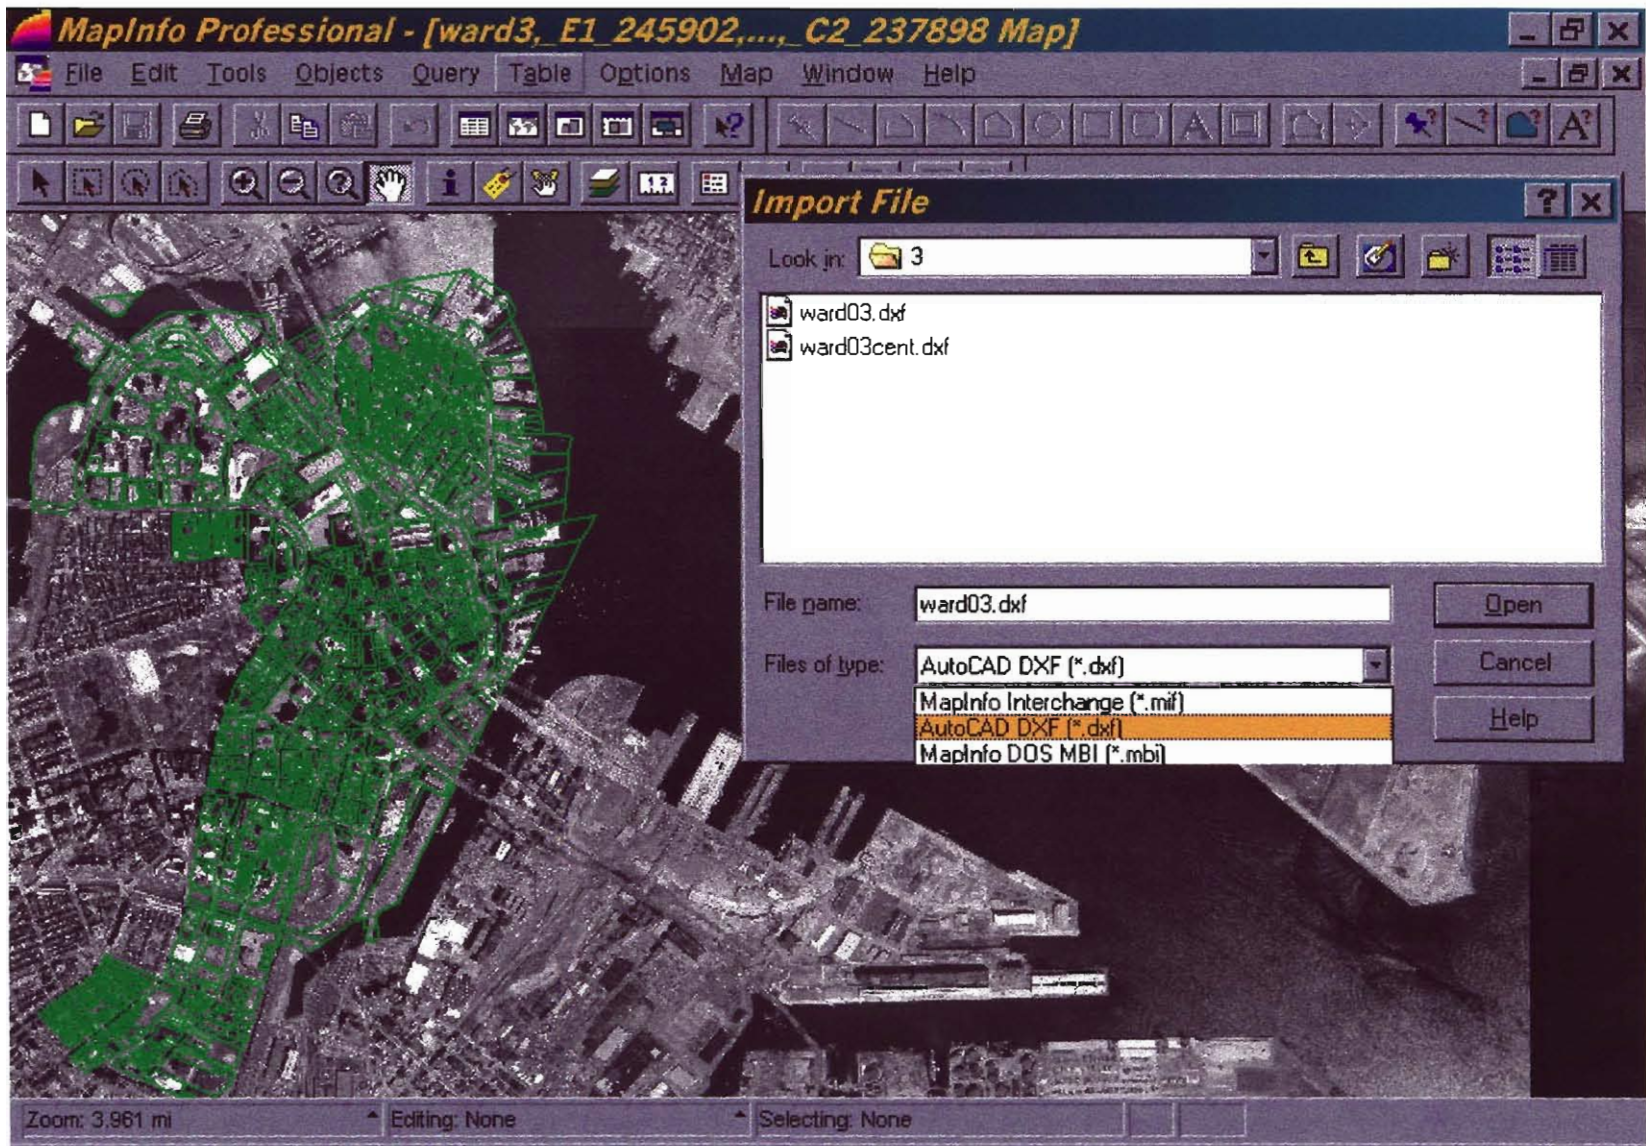 MapInfo Professional - [ward3,_E1_245902,...,_C2_237898 Map]
File Edit Tools Objects Query Table Options Map Window Help
Import File
Look in: 3
ward03.dxf
ward03cent.dxf
File name: ward03.dxf Open
Files of type: AutoCAD DXF (*.dxf) Cancel
MapInfo Interchange (*.mif)
AutoCAD DXF (*.dxf) Help
MapInfo DOS MBI (*.mbi)
Zoom: 3.961 mi Editing: None Selecting: None